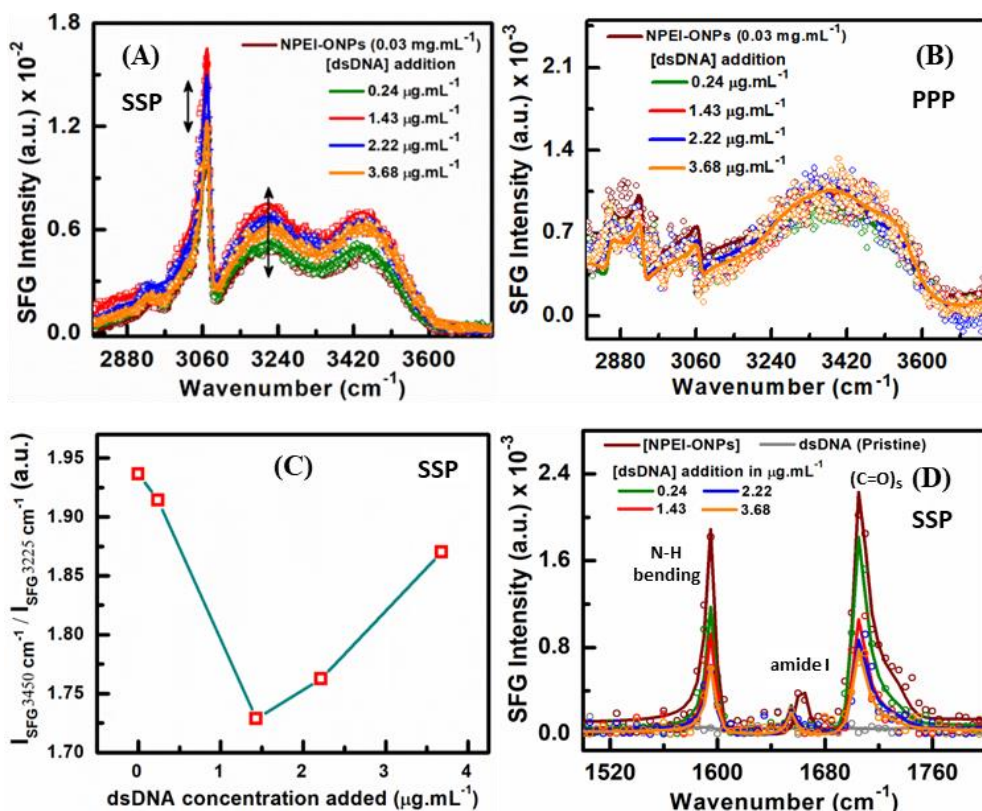 (A)
SSP
NPEI-ONPs (0.03 mg.mL⁻¹)
[dsDNA] addition
0.24 µg.mL⁻¹
1.43 µg.mL⁻¹
2.22 µg.mL⁻¹
3.68 µg.mL⁻¹
SFG Intensity (a.u.) x 10⁻²
1.8
1.2
0.6
0.0
2880 3060 3240 3420 3600
Wavenumber (cm⁻¹)
(B)
PPP
NPEI-ONPs (0.03 mg.mL⁻¹)
[dsDNA] addition
0.24 µg.mL⁻¹
1.43 µg.mL⁻¹
2.22 µg.mL⁻¹
3.68 µg.mL⁻¹
SFG Intensity (a.u.) x 10⁻³
2.1
1.4
0.7
0.0
2880 3060 3240 3420 3600
Wavenumber (cm⁻¹)
(C)
SSP
I_SFG 3450 cm⁻¹ / I_SFG 3225 cm⁻¹ (a.u.)
1.95
1.90
1.85
1.80
1.75
1.70
0 1 2 3 4
dsDNA concentration added (µg.mL⁻¹)
[NPEI-ONPs] dsDNA (Pristine)
[dsDNA] addition in µg.mL⁻¹
0.24 2.22
1.43 3.68
(C=O)s
(D)
SSP
N-H
bending
amide I
SFG Intensity (a.u.) x 10⁻³
2.4
1.6
0.8
0.0
1520 1600 1680 1760
Wavenumber (cm⁻¹)